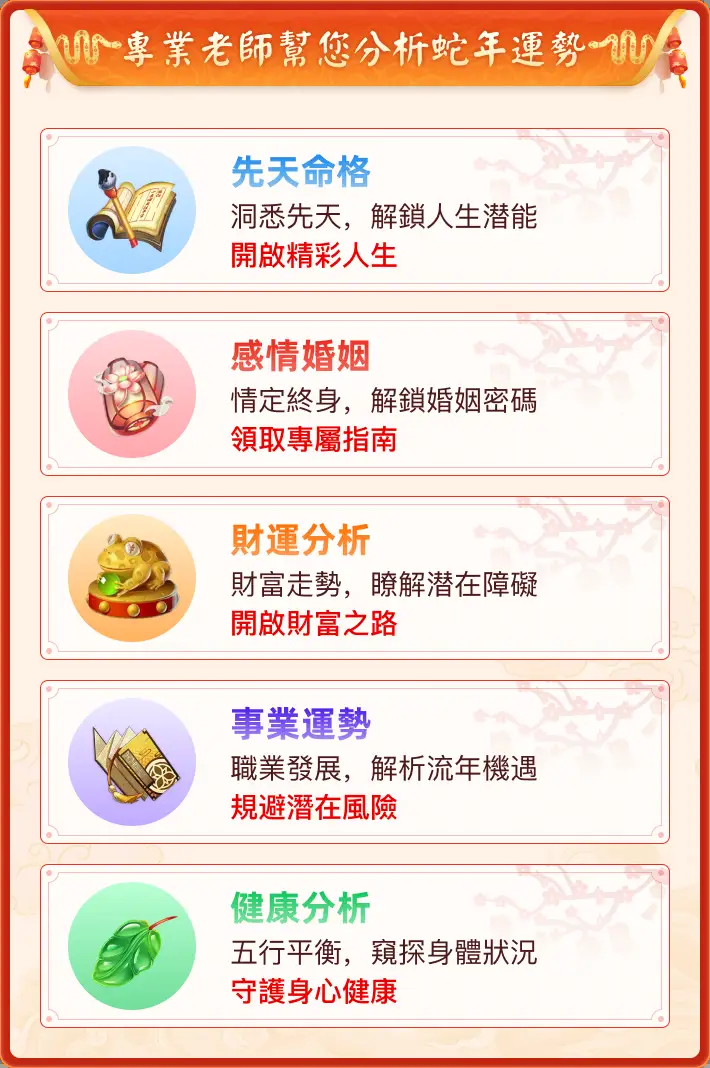 專業老師幫您分析蛇年運勢
先天命格
洞悉先天，解鎖人生潛能
開啟精彩人生
感情婚姻
情定終身，解鎖婚姻密碼
領取專屬指南
財運分析
財富走勢，瞭解潛在障礙
開啟財富之路
事業運勢
職業發展，解析流年機遇
規避潛在風險
健康分析
五行平衡，窺探身體狀況
守護身心健康